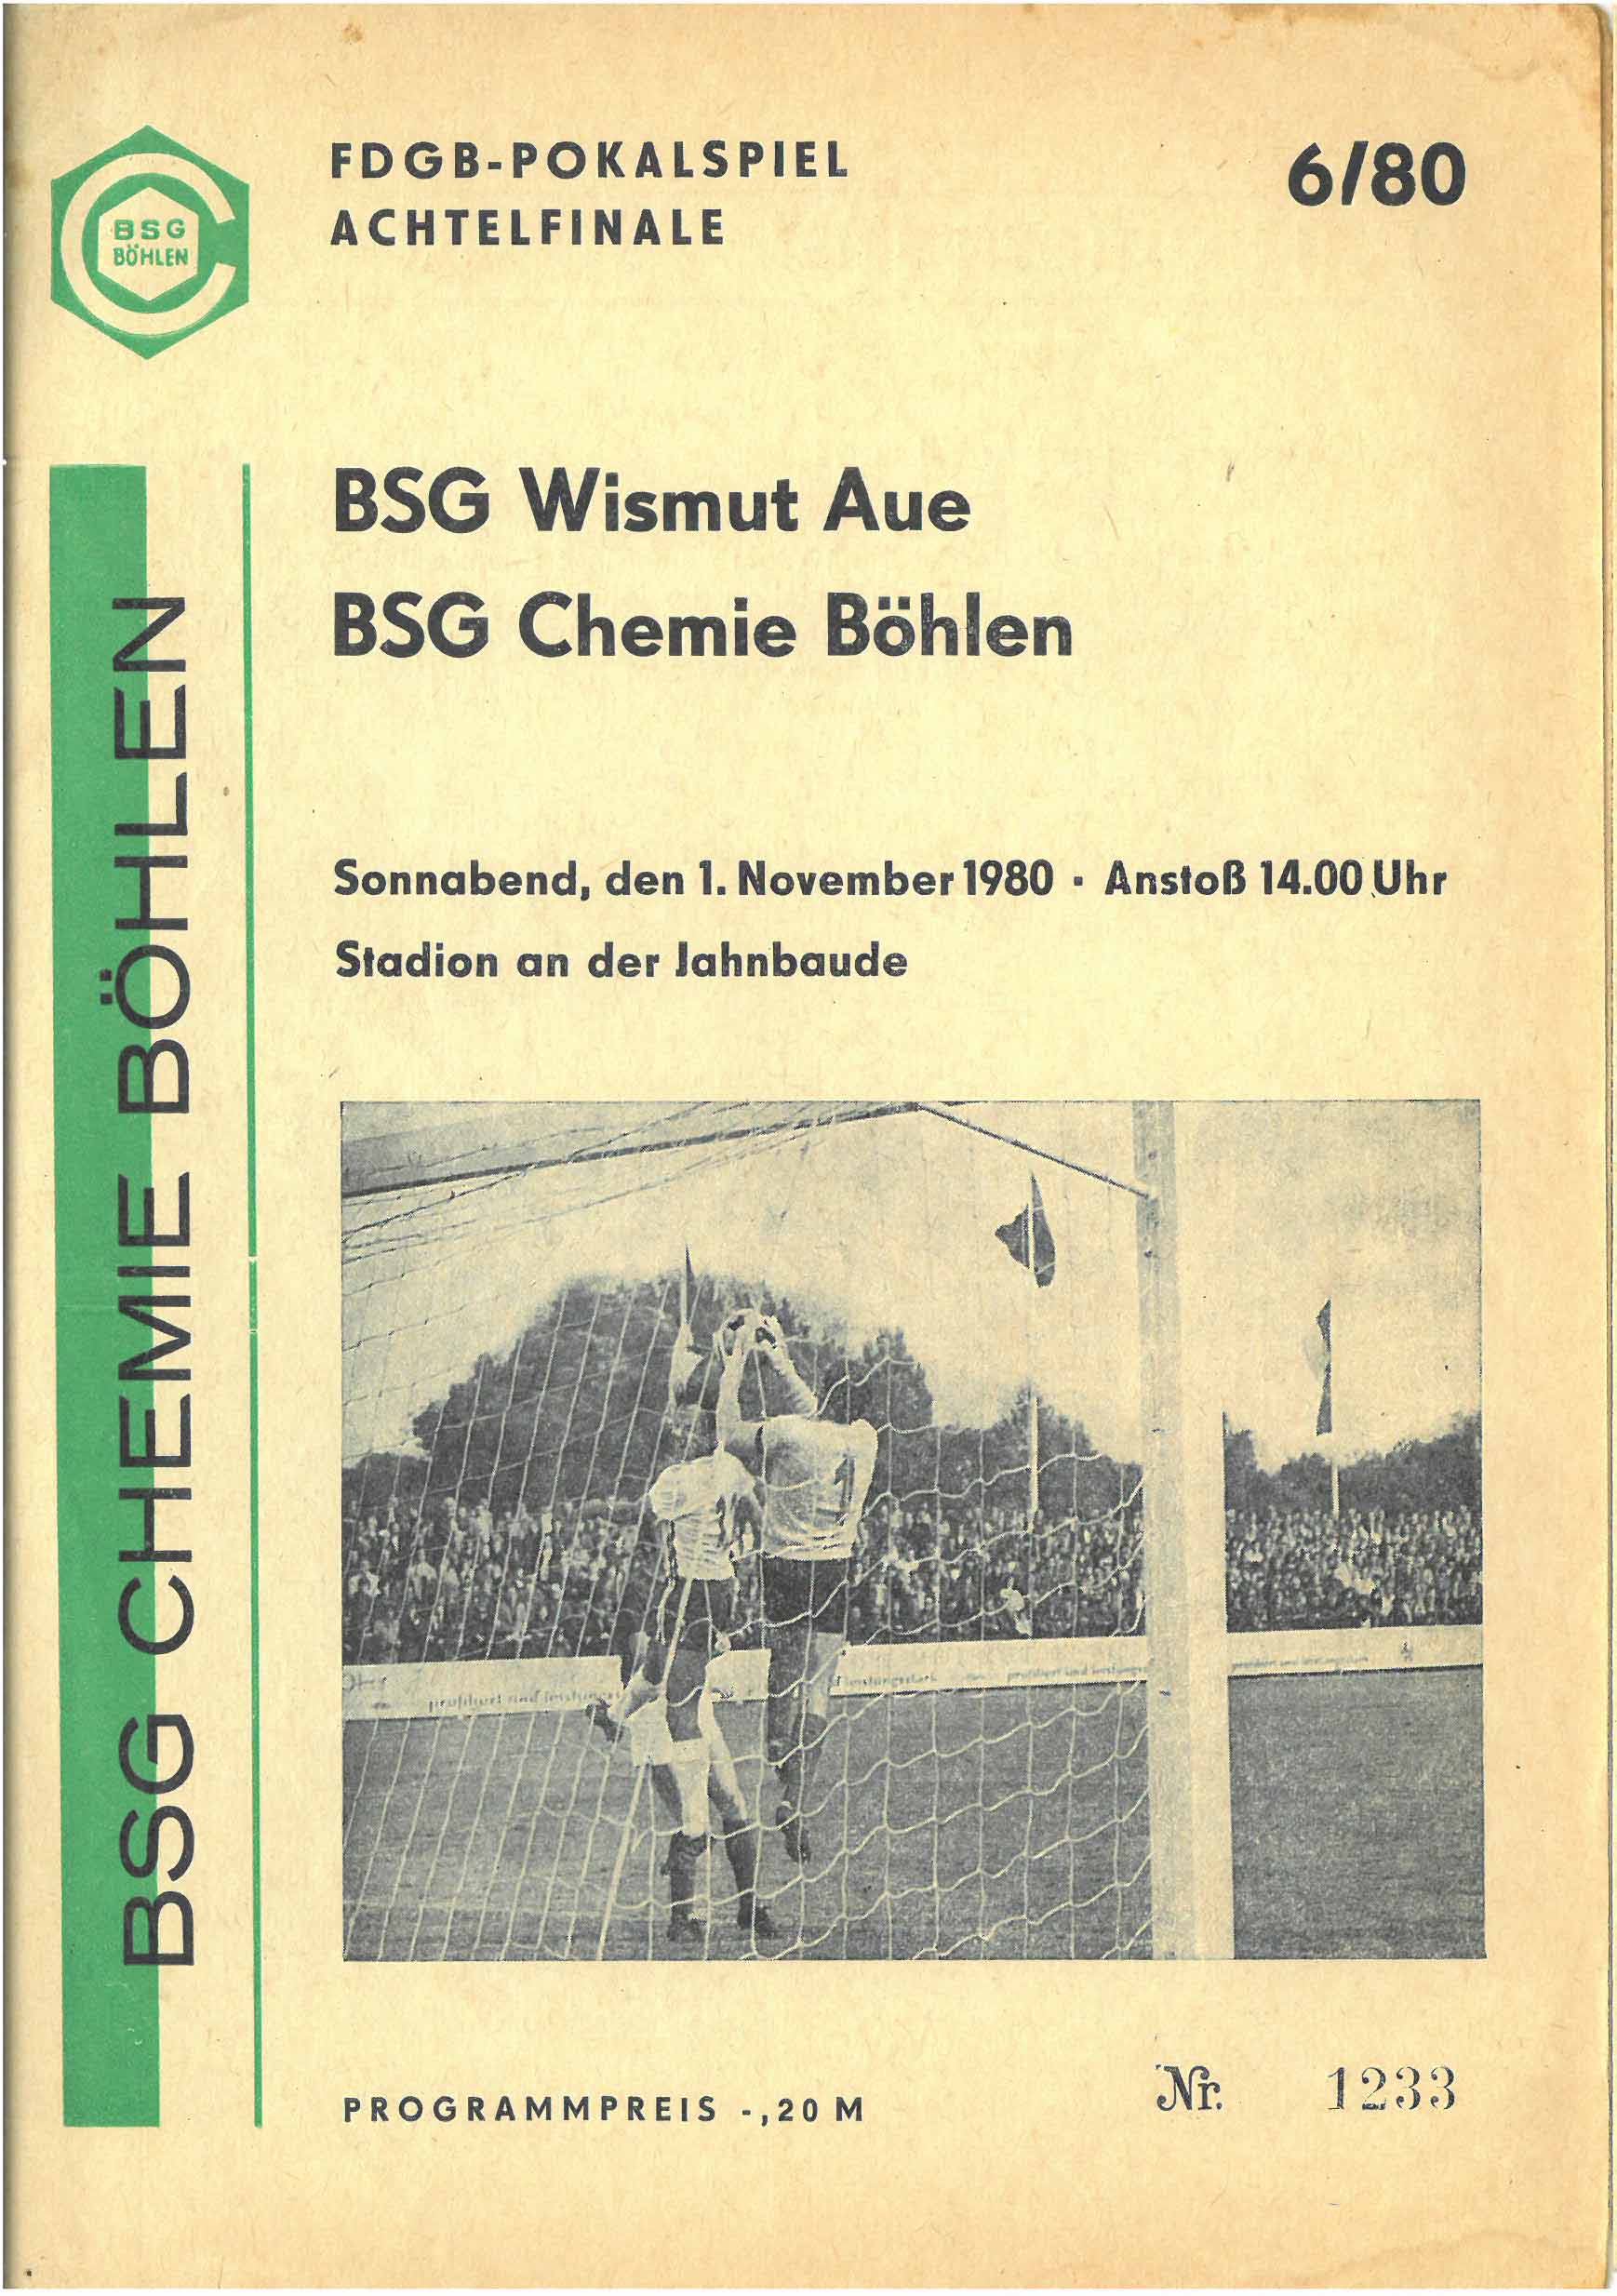 BSG
BÖHLEN
FDGB-POKALSPIEL
ACHTELFINALE
6/80
BSG Wismut Aue
BSG Chemie Böhlen
Sonnabend, den 1. November 1980 · Anstoß 14.00 Uhr
Stadion an der Jahnbaude
BSG CHEMIE BÖHLEN
1
PROGRAMMPREIS -,20 M
Nr. 1233